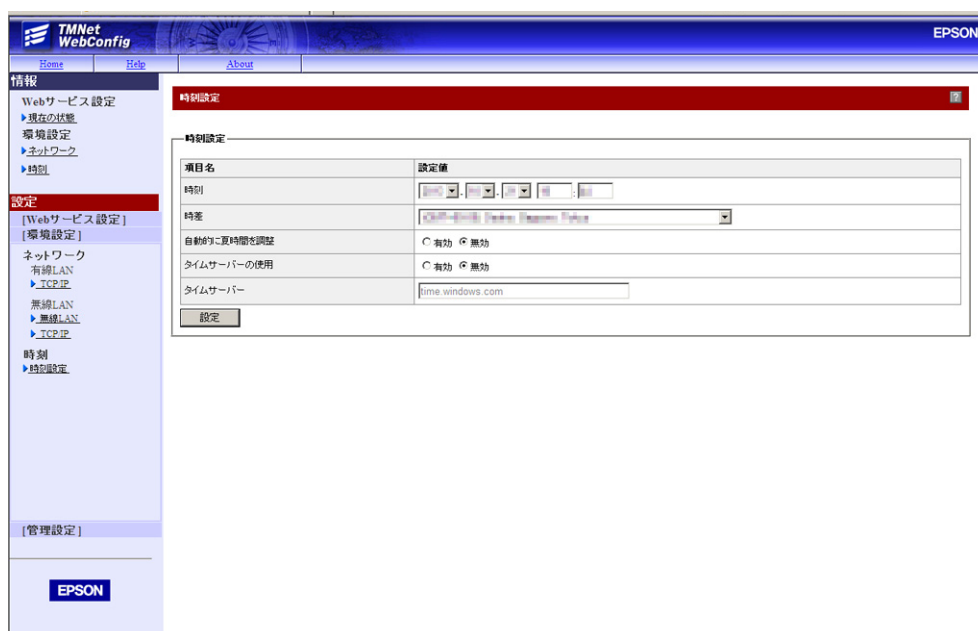 TMNet
WebConfig
EPSON
Home Help About
情報
Webサービス設定
現在の状態
環境設定
ネットワーク
時刻
設定
[Webサービス設定]
[環境設定]
ネットワーク
有線LAN
TCP/IP
無線LAN
無線LAN
TCP/IP
時刻
時刻設定
[管理設定]
EPSON
時刻設定 ?
時刻設定
項目名 設定値
時刻 :
時差
自動的に夏時間を調整 有効 無効
タイムサーバーの使用 有効 無効
タイムサーバー time.windows.com
設定